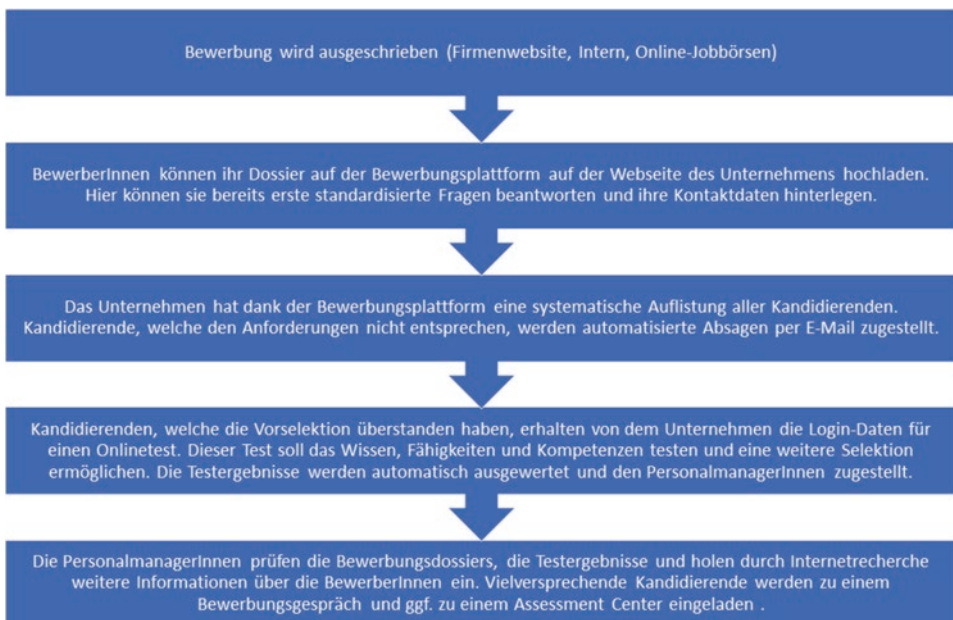 Bewerbung wird ausgeschrieben (Firmenwebsite, Intern, Online-Jobbörsen)
BewerberInnen können ihr Dossier auf der Bewerbungsplattform auf der Webseite des Unternehmens hochladen.
Hier können sie bereits erste standardisierte Fragen beantworten und ihre Kontaktdaten hinterlegen.
Das Unternehmen hat dank der Bewerbungsplattform eine systematische Auflistung aller Kandidierenden.
Kandidierende, welche den Anforderungen nicht entsprechen, werden automatisierte Absagen per E-Mail zugestellt.
Kandidierenden, welche die Vorselektion überstanden haben, erhalten von dem Unternehmen die Login-Daten für
einen Onlinetest. Dieser Test soll das Wissen, Fähigkeiten und Kompetenzen testen und eine weitere Selektion
ermöglichen. Die Testergebnisse werden automatisch ausgewertet und den PersonalmanagerInnen zugestellt.
Die PersonalmanagerInnen prüfen die Bewerbungsdossiers, die Testergebnisse und holen durch Internetrecherche
weitere Informationen über die BewerberInnen ein. Vielversprechende Kandidierende werden zu einem
Bewerbungsgespräch und ggf. zu einem Assessment Center eingeladen .